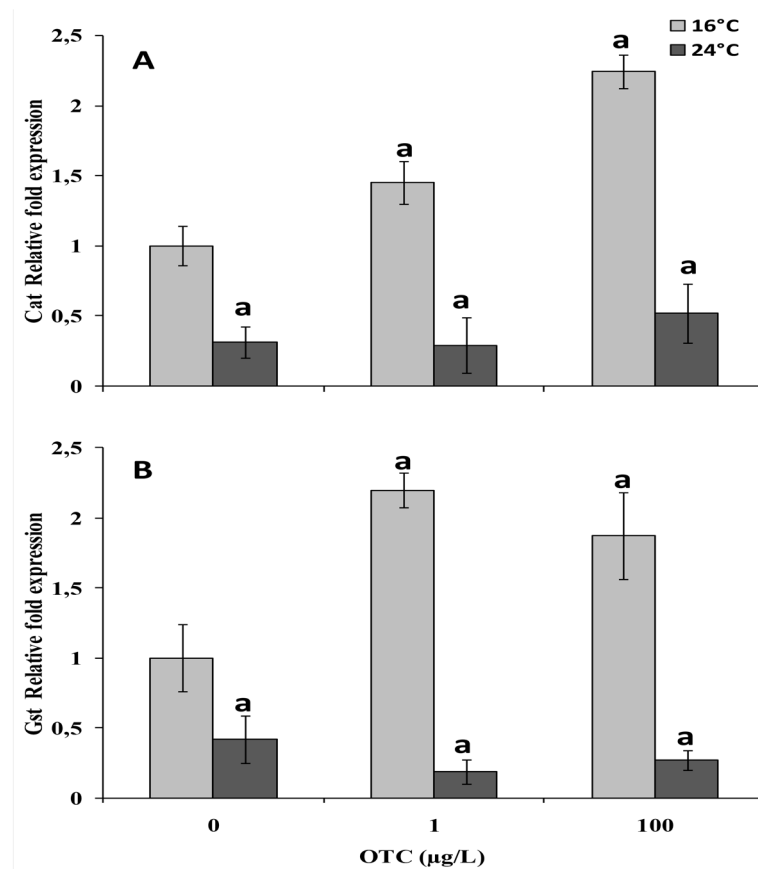 16°C
24°C
A
Cat Relative fold expression
2,5
2
1,5
1
0,5
0
a
a
a
a
a
B
Gst Relative fold expression
2,5
2
1,5
1
0,5
0
a
a
a
a
a
0 1 100
OTC (µg/L)